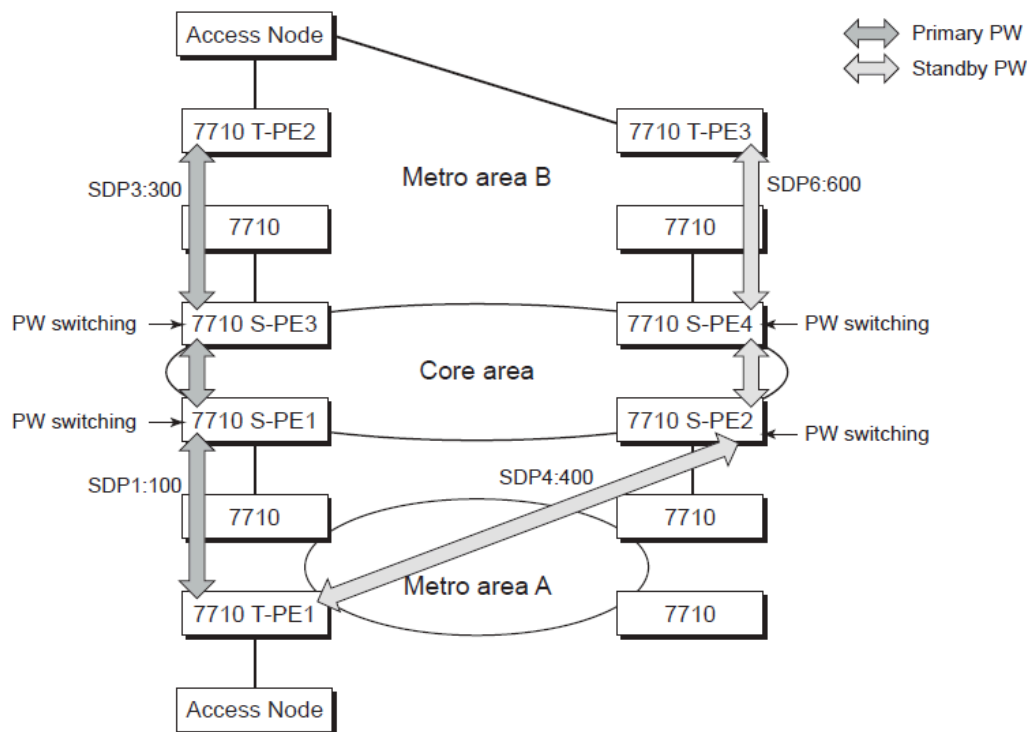 Access Node
Primary PW
Standby PW
7710 T-PE2
7710 T-PE3
Metro area B
SDP3:300
SDP6:600
7710
7710
PW switching
7710 S-PE3
7710 S-PE4
PW switching
Core area
PW switching
7710 S-PE1
7710 S-PE2
PW switching
SDP1:100
SDP4:400
7710
7710
Metro area A
7710 T-PE1
7710
Access Node